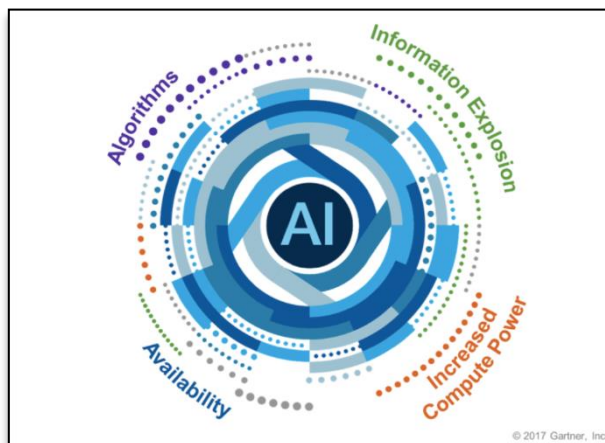 Algorithms
Information Explosion
AI
Availability
Increased
Compute Power
© 2017 Gartner, Inc